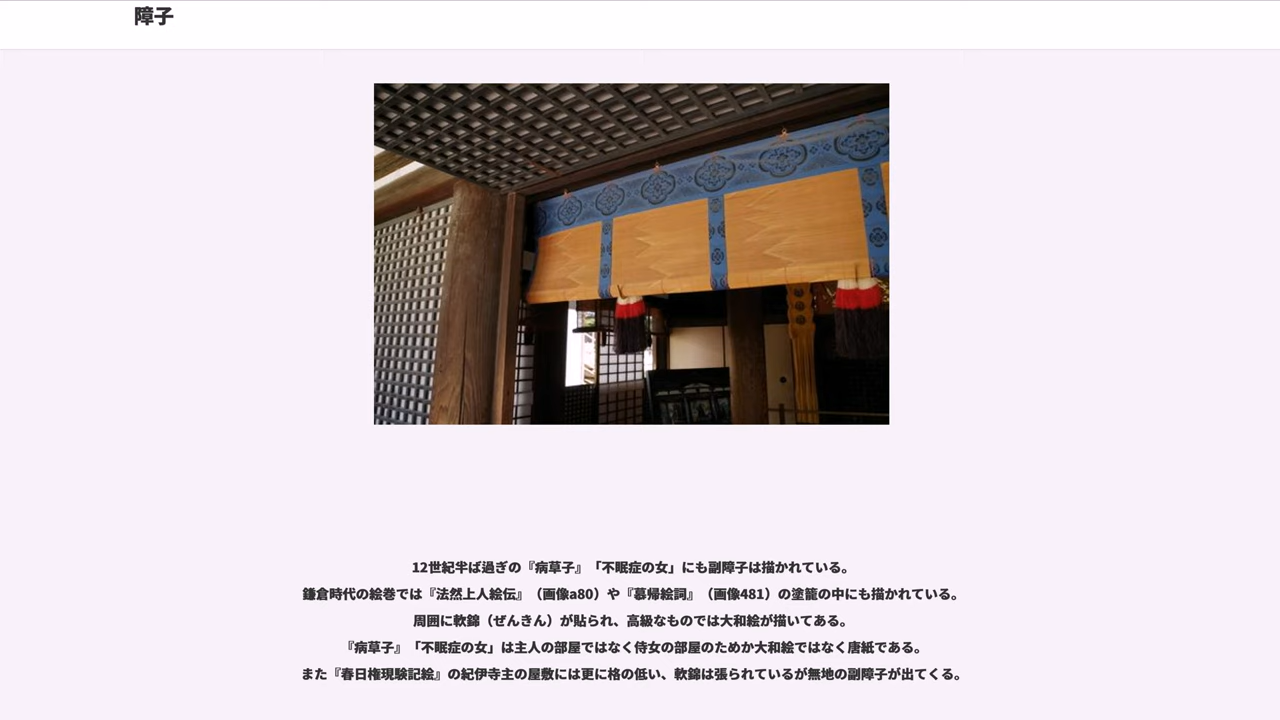 障子
12世紀半ば過ぎの『病草子』「不眠症の女」にも副障子は描かれている。
鎌倉時代の絵巻では『法然上人絵伝』（画像a80）や『慕帰絵詞』（画像481）の塗籠の中にも描かれている。
周囲に軟錦（ぜんきん）が貼られ、高級なものでは大和絵が描いてある。
『病草子』「不眠症の女」は主人の部屋ではなく侍女の部屋のためか大和絵ではなく唐紙である。
また『春日権現験記絵』の紀伊寺主の屋敷には更に格の低い、軟錦は張られているが無地の副障子が出てくる。